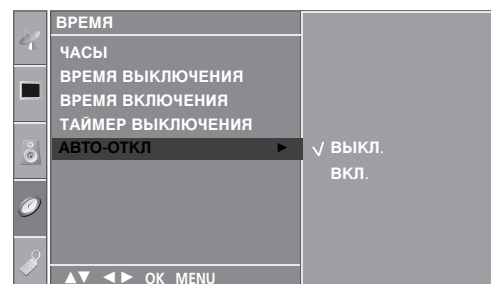 ВРЕМЯ
ЧАСЫ
ВРЕМЯ ВЫКЛЮЧЕНИЯ
ВРЕМЯ ВКЛЮЧЕНИЯ
ТАЙМЕР ВЫКЛЮЧЕНИЯ
АВТО-ОТКЛ ► √ ВЫКЛ.
ВКЛ.
▲▼ ◄► OK MENU